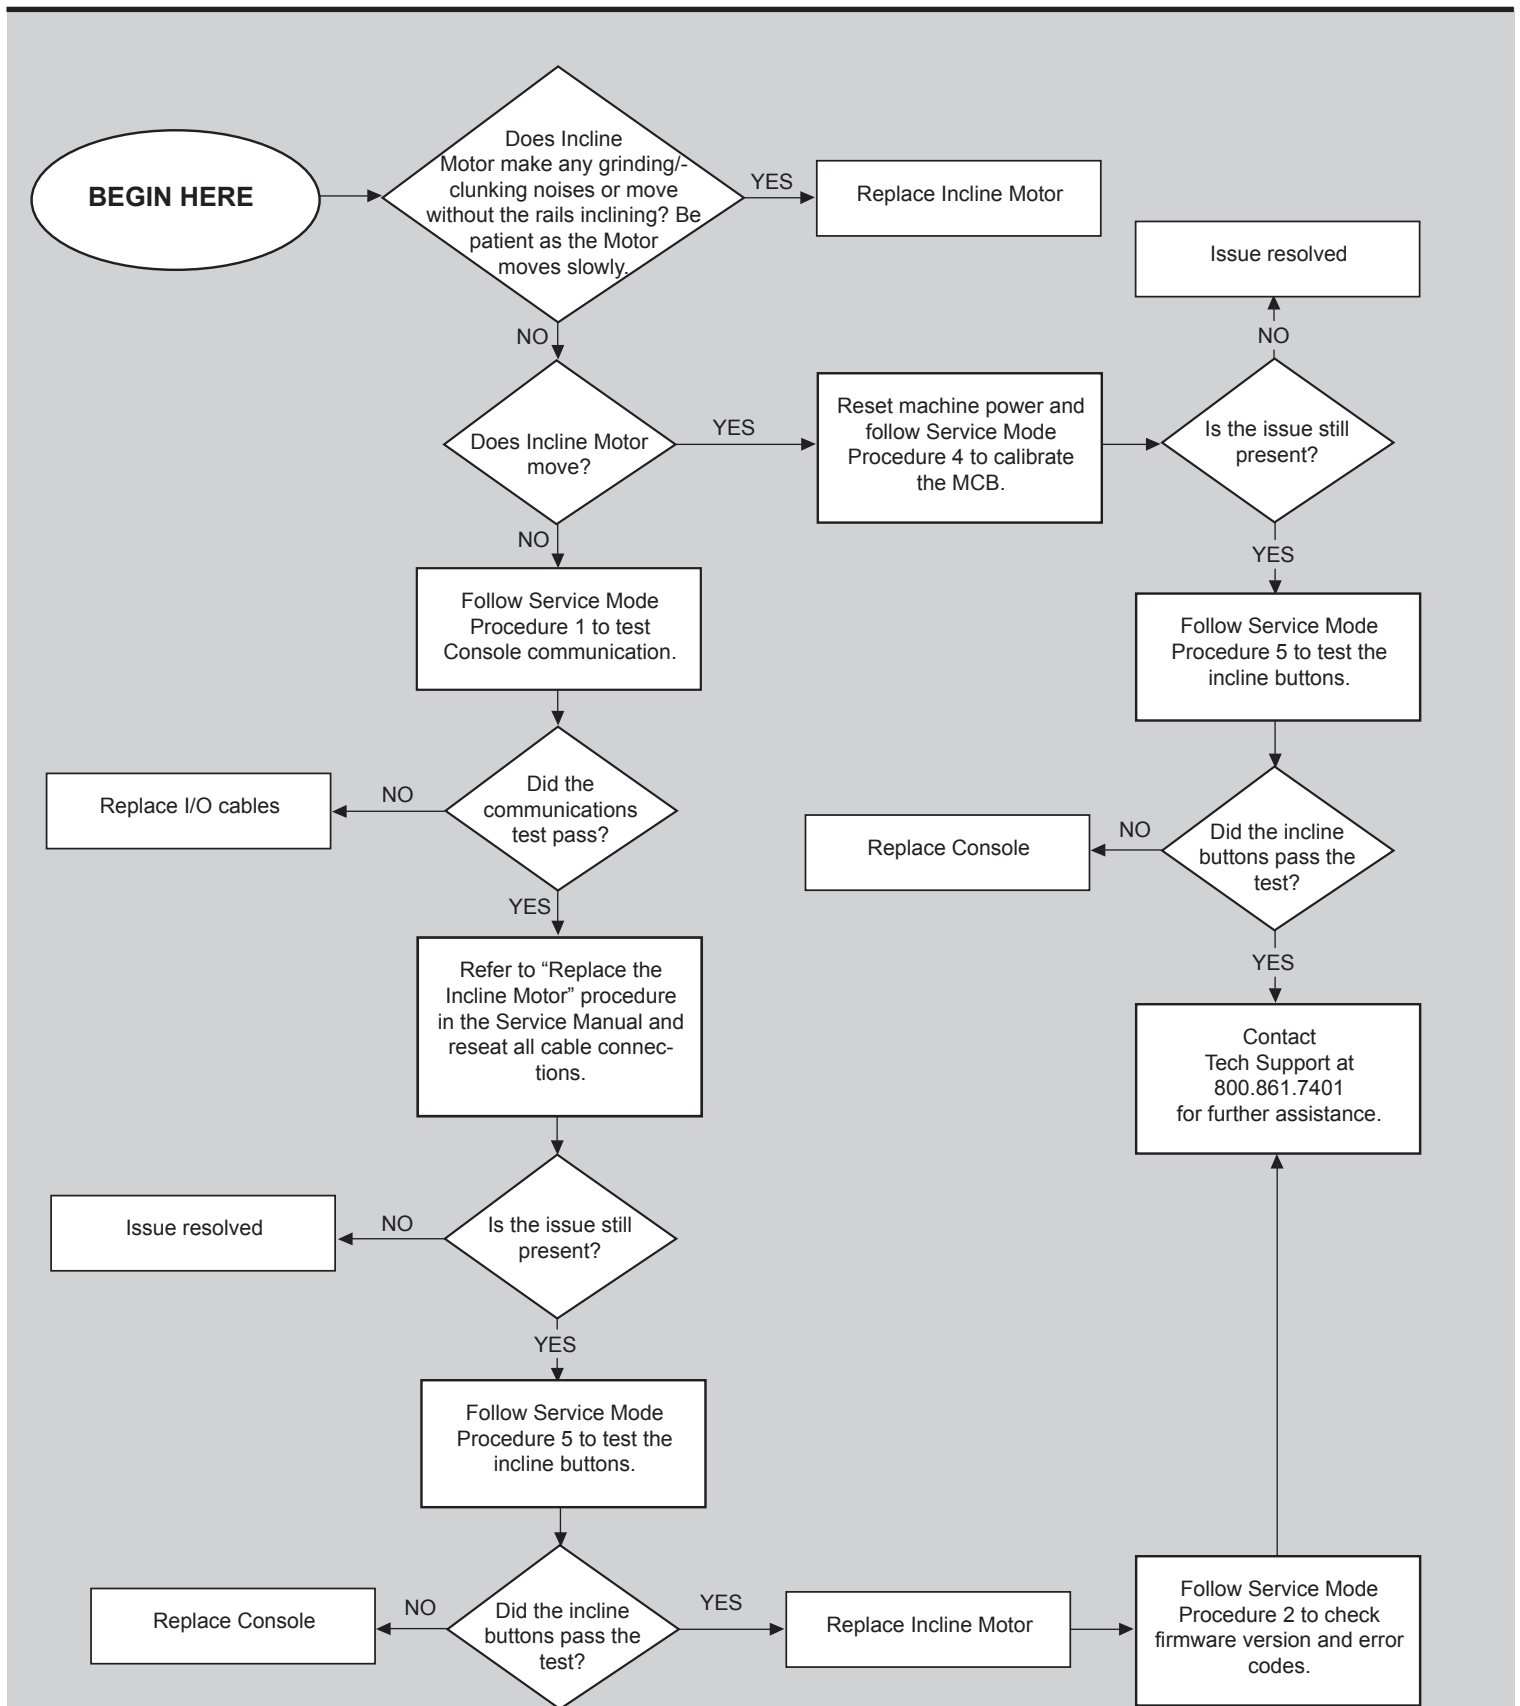 BEGIN HERE
Does Incline
Motor make any grinding/-
clunking noises or move
without the rails inclining? Be
patient as the Motor
moves slowly.
YES
Replace Incline Motor
Issue resolved
NO
NO
Does Incline Motor
move?
YES
Reset machine power and
follow Service Mode
Procedure 4 to calibrate
the MCB.
Is the issue still
present?
NO
YES
Follow Service Mode
Procedure 1 to test
Console communication.
Follow Service Mode
Procedure 5 to test the
incline buttons.
Did the
communications
test pass?
NO
Replace I/O cables
Did the incline
buttons pass the
test?
NO
Replace Console
YES
YES
Refer to “Replace the
Incline Motor” procedure
in the Service Manual and
reseat all cable connec-
tions.
Contact
Tech Support at
800.861.7401
for further assistance.
Is the issue still
present?
NO
Issue resolved
YES
Follow Service Mode
Procedure 5 to test the
incline buttons.
Did the incline
buttons pass the
test?
NO
Replace Console
YES
Replace Incline Motor
Follow Service Mode
Procedure 2 to check
firmware version and error
codes.